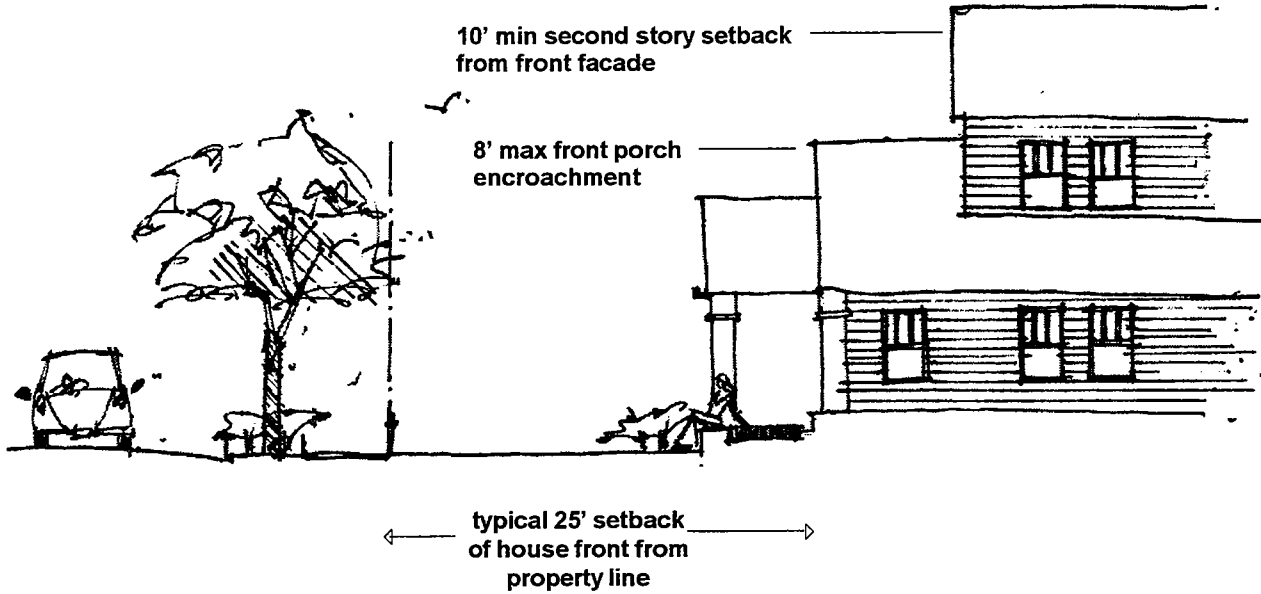 10’ min second story setback
from front facade
8’ max front porch
encroachment
typical 25’ setback
of house front from
property line